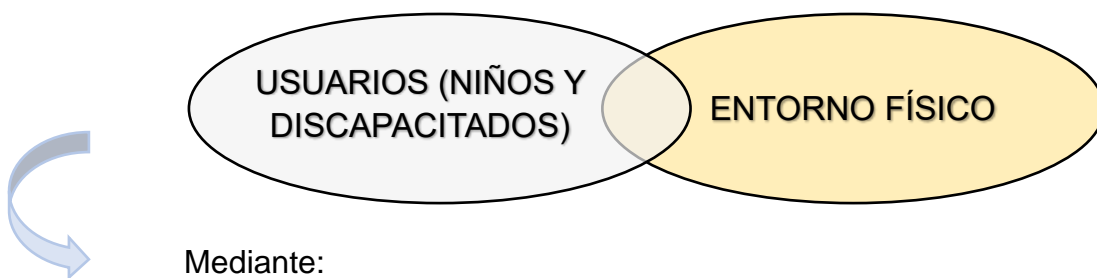 USUARIOS (NIÑOS Y
DISCAPACITADOS)
ENTORNO FÍSICO
Mediante: